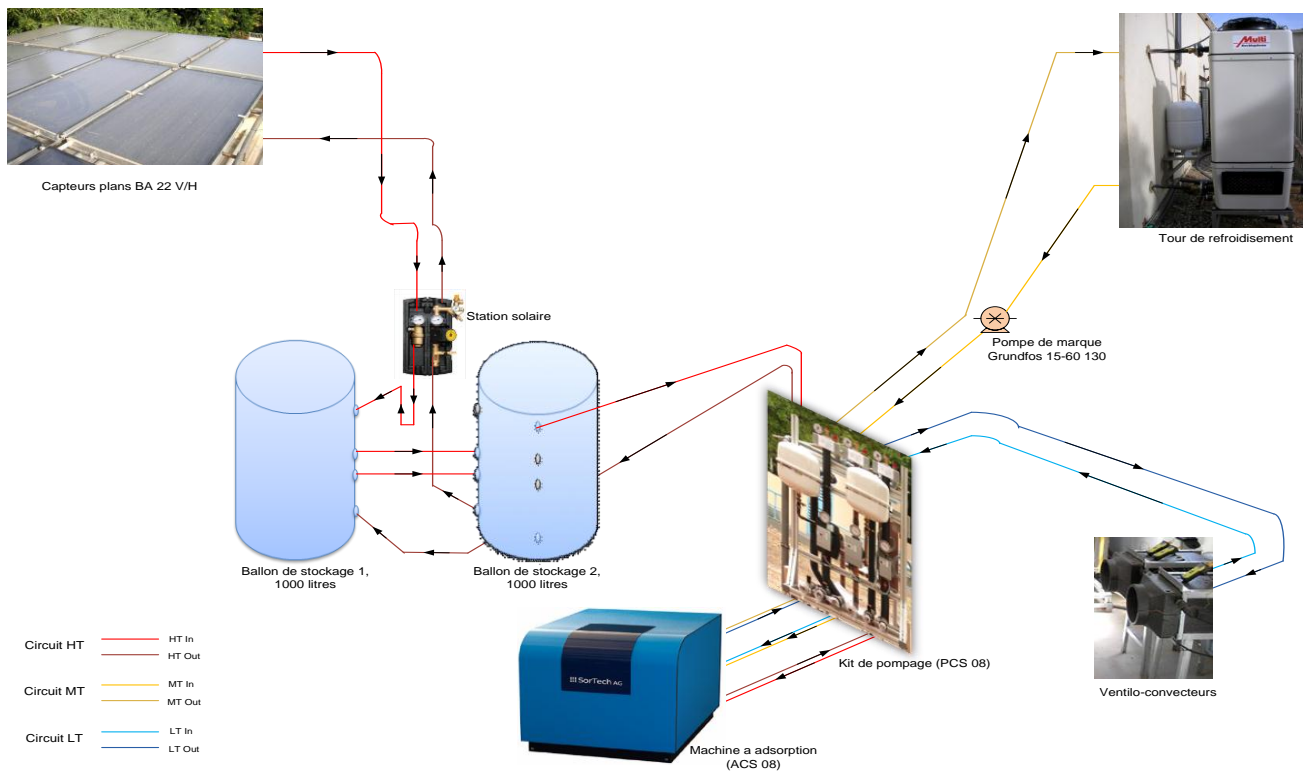 Multi
Capteurs plans BA 22 V/H
Tour de refroidisement
Station solaire
Pompe de marque
Grundfos 15-60 130
Ballon de stockage 1,
1000 litres
Ballon de stockage 2,
1000 litres
Kit de pompage (PCS 08)
Ventilo-convecteurs
SorTech AG
Machine a adsorption
(ACS 08)
Circuit HT
HT In
HT Out
Circuit MT
MT In
MT Out
Circuit LT
LT In
LT Out